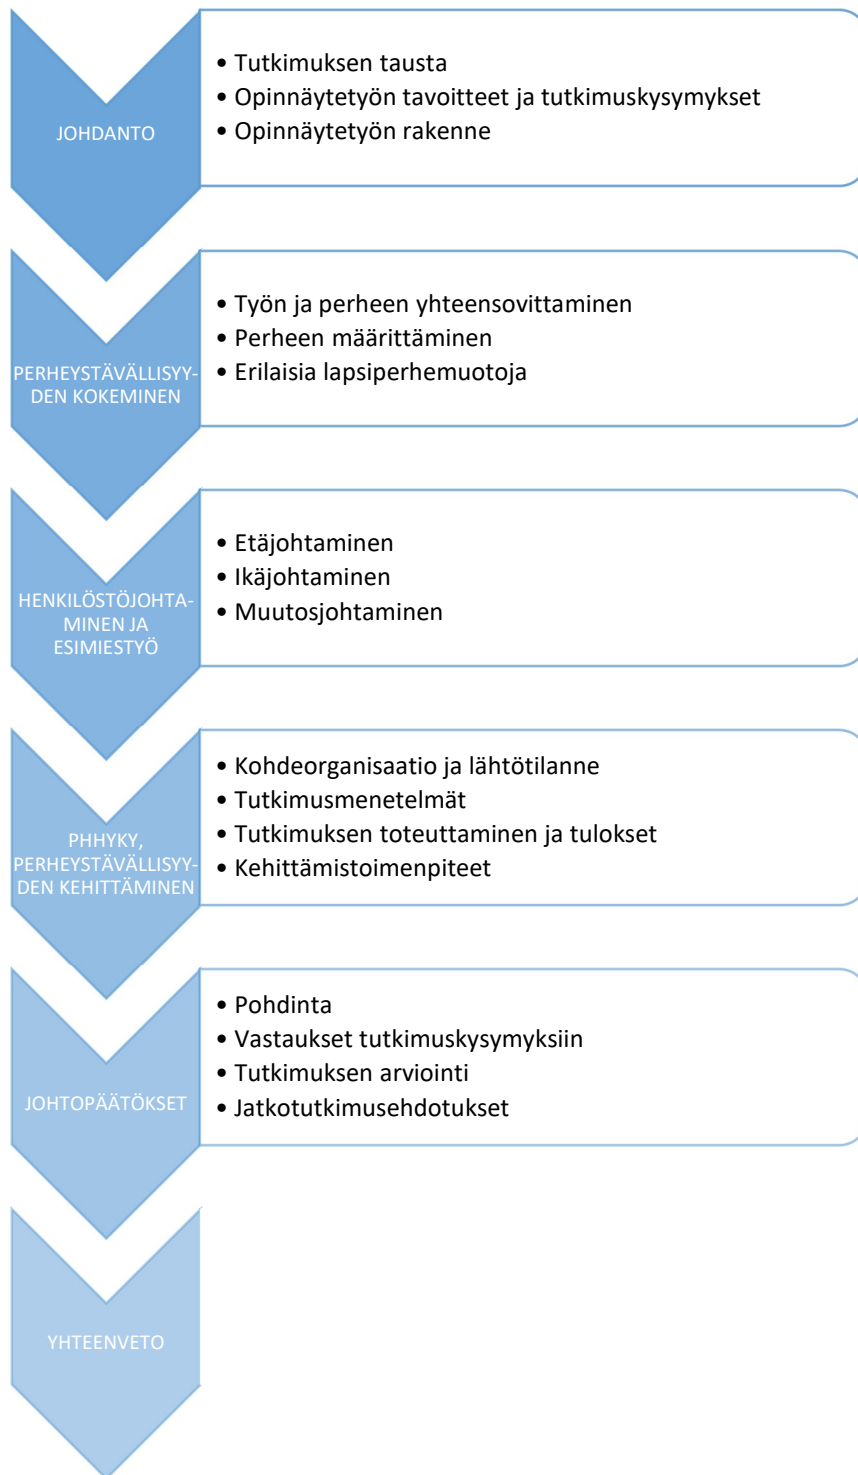 JOHDANTO
• Tutkimuksen tausta
• Opinnäytetyön tavoitteet ja tutkimuskysymykset
• Opinnäytetyön rakenne
PERHEYSTÄVÄLLISYY-
DEN KOKEMINEN
• Työn ja perheen yhteensovittaminen
• Perheen määrittäminen
• Erilaisia lapsiperhemuotoja
HENKILÖSTÖJOHTA-
MINEN JA
ESIMIESTYÖ
• Etäjohtaminen
• Ikäjohtaminen
• Muutosjohtaminen
PHHYKY,
PERHEYSTÄVÄLLISYY-
DEN KEHITTÄMINEN
• Kohdeorganisaatio ja lähtötilanne
• Tutkimusmenetelmät
• Tutkimuksen toteuttaminen ja tulokset
• Kehittämistoimenpiteet
JOHTOPÄÄTÖKSET
• Pohdinta
• Vastaukset tutkimuskysymyksiin
• Tutkimuksen arviointi
• Jatkotutkimusehdotukset
YHTEENVETO